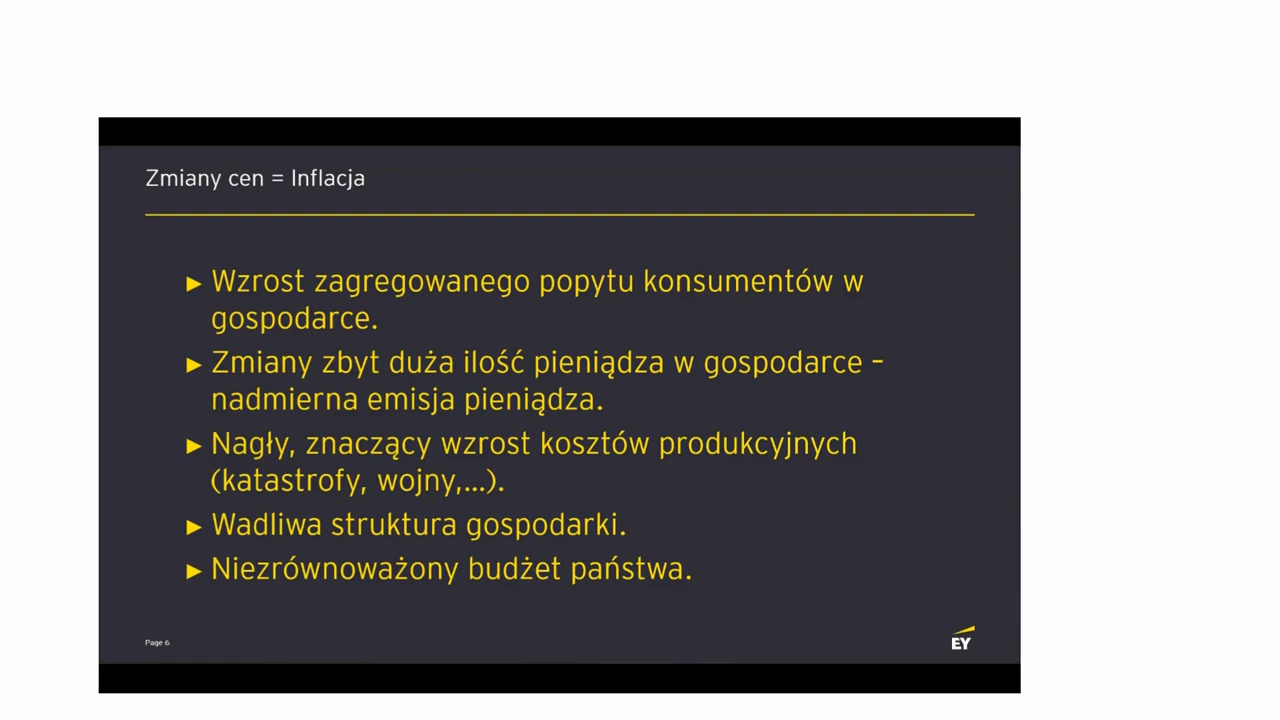 Zmiany cen = Inflacja
► Wzrost zagregowanego popytu konsumentów w
gospodarce.
► Zmiany zbyt duża ilość pieniądza w gospodarce –
nadmierna emisja pieniądza.
► Nagły, znaczący wzrost kosztów produkcyjnych
(katastrofy, wojny,...).
► Wadliwa struktura gospodarki.
► Niezrównoważony budżet państwa.
Page 6
EY